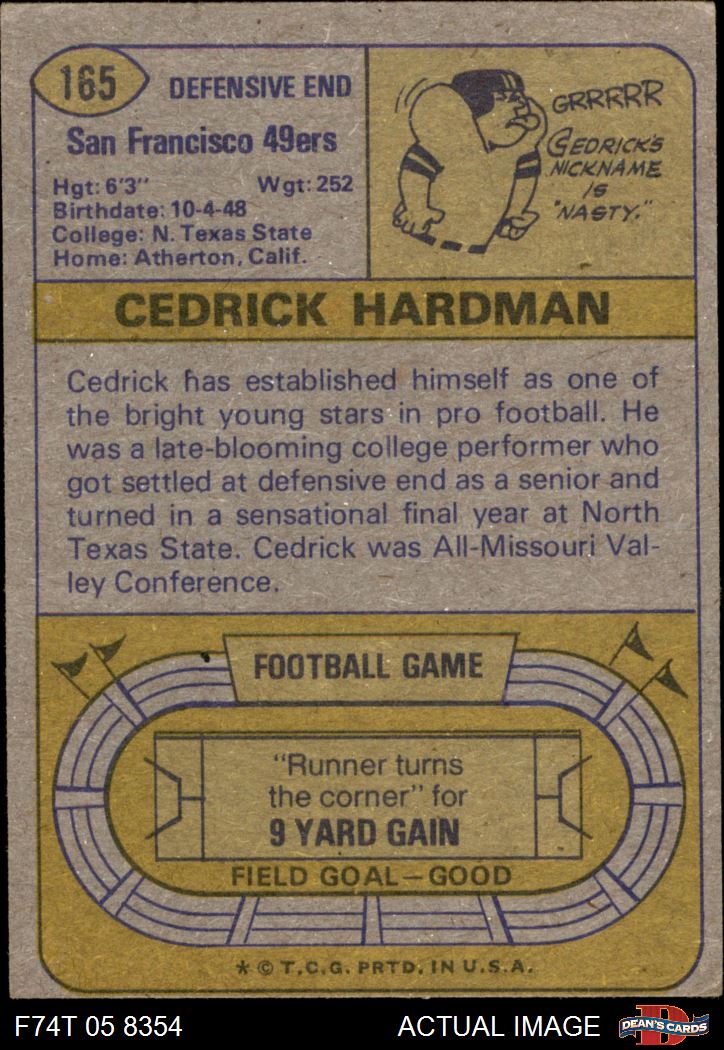 165
DEFENSIVE END
San Francisco 49ers
Hgt: 6'3" Wgt: 252
Birthdate: 10-4-48
College: N. Texas State
Home: Atherton, Calif.
GRRRRR
CEDRICK'S
NICKNAME
IS
"NASTY."
CEDRICK HARDMAN
Cedrick has established himself as one of
the bright young stars in pro football. He
was a late-blooming college performer who
got settled at defensive end as a senior and
turned in a sensational final year at North
Texas State. Cedrick was All-Missouri Val-
ley Conference.
FOOTBALL GAME
"Runner turns
the corner" for
9 YARD GAIN
FIELD GOAL—GOOD
* © T.C.G. PRTD. IN U.S.A.
F74T 05 8354
ACTUAL IMAGE
D
DEAN'S CARDS